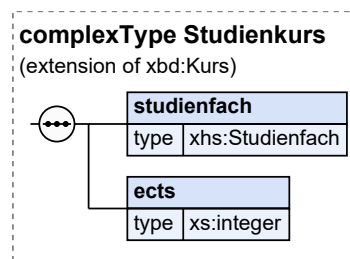 complexType Studienkurs
(extension of xbd:Kurs)
studienfach
type xhs:Studienfach
ects
type xs:integer